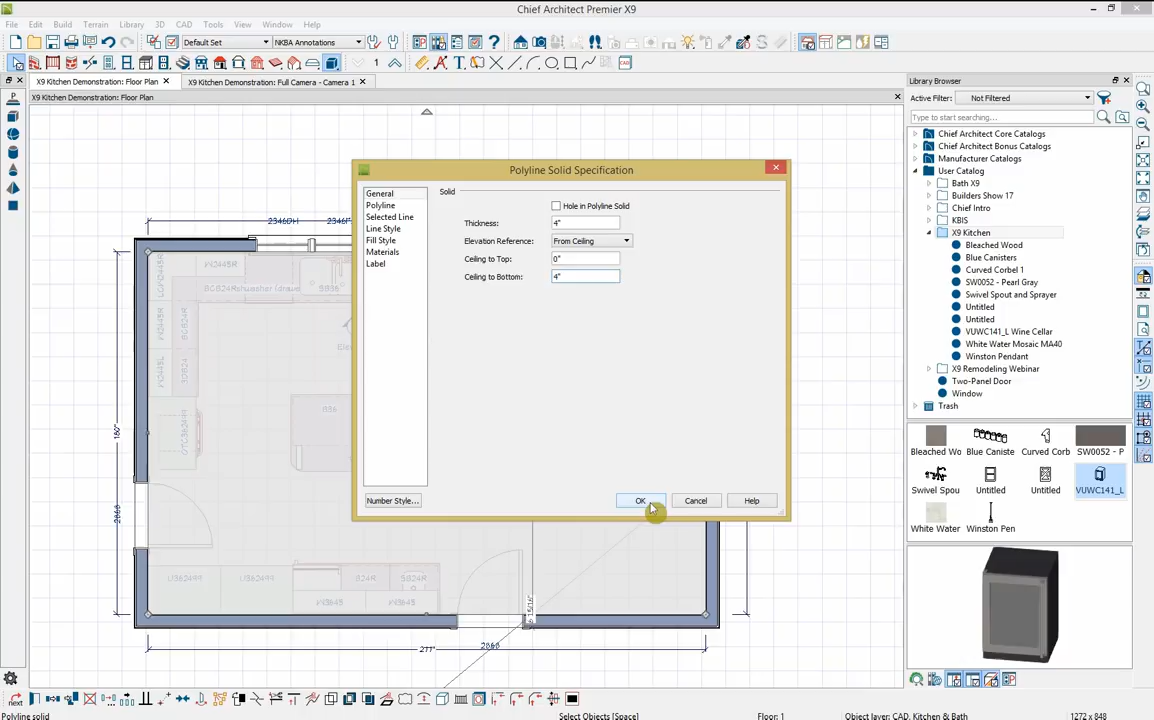 Chief Architect Premier X9
File Edit Build Terrain Library 3D CAD Tools View Window Help
Default Set
NKBA Annotations
1
X9 Kitchen Demonstration: Floor Plan
X9 Kitchen Demonstration: Full Camera - Camera 1
X9 Kitchen Demonstration: Floor Plan
Library Browser
Active Filter: Not Filtered
Type to start searching...
Chief Architect Core Catalogs
Chief Architect Bonus Catalogs
Manufacturer Catalogs
User Catalog
Bath X9
Builders Show 17
Chief Intro
KBIS
X9 Kitchen
Bleached Wood
Blue Canisters
Curved Corbel 1
SW0052 - Pearl Gray
Swivel Spout and Sprayer
Untitled
Untitled
VUWC141_L Wine Cellar
White Water Mosaic MA40
Winston Pendant
X9 Remodeling Webinar
Two-Panel Door
Window
Trash
Bleached Wo Blue Caniste Curved Corb SW0052 - P
Swivel Spou Untitled Untitled VUWC141_L
White Water Winston Pen
Polyline Solid Specification
General
Polyline
Selected Line
Line Style
Fill Style
Materials
Label
Solid
Hole in Polyline Solid
Thickness: 4"
Elevation Reference: From Ceiling
Ceiling to Top: 0"
Ceiling to Bottom: 4"
Number Style...
OK
Cancel
Help
180"
2868
U362499 U362499
2868
277"
Polyline solid
Select Objects [Space]
Floor: 1
Object layer: CAD, Kitchen & Bath
1272 x 848